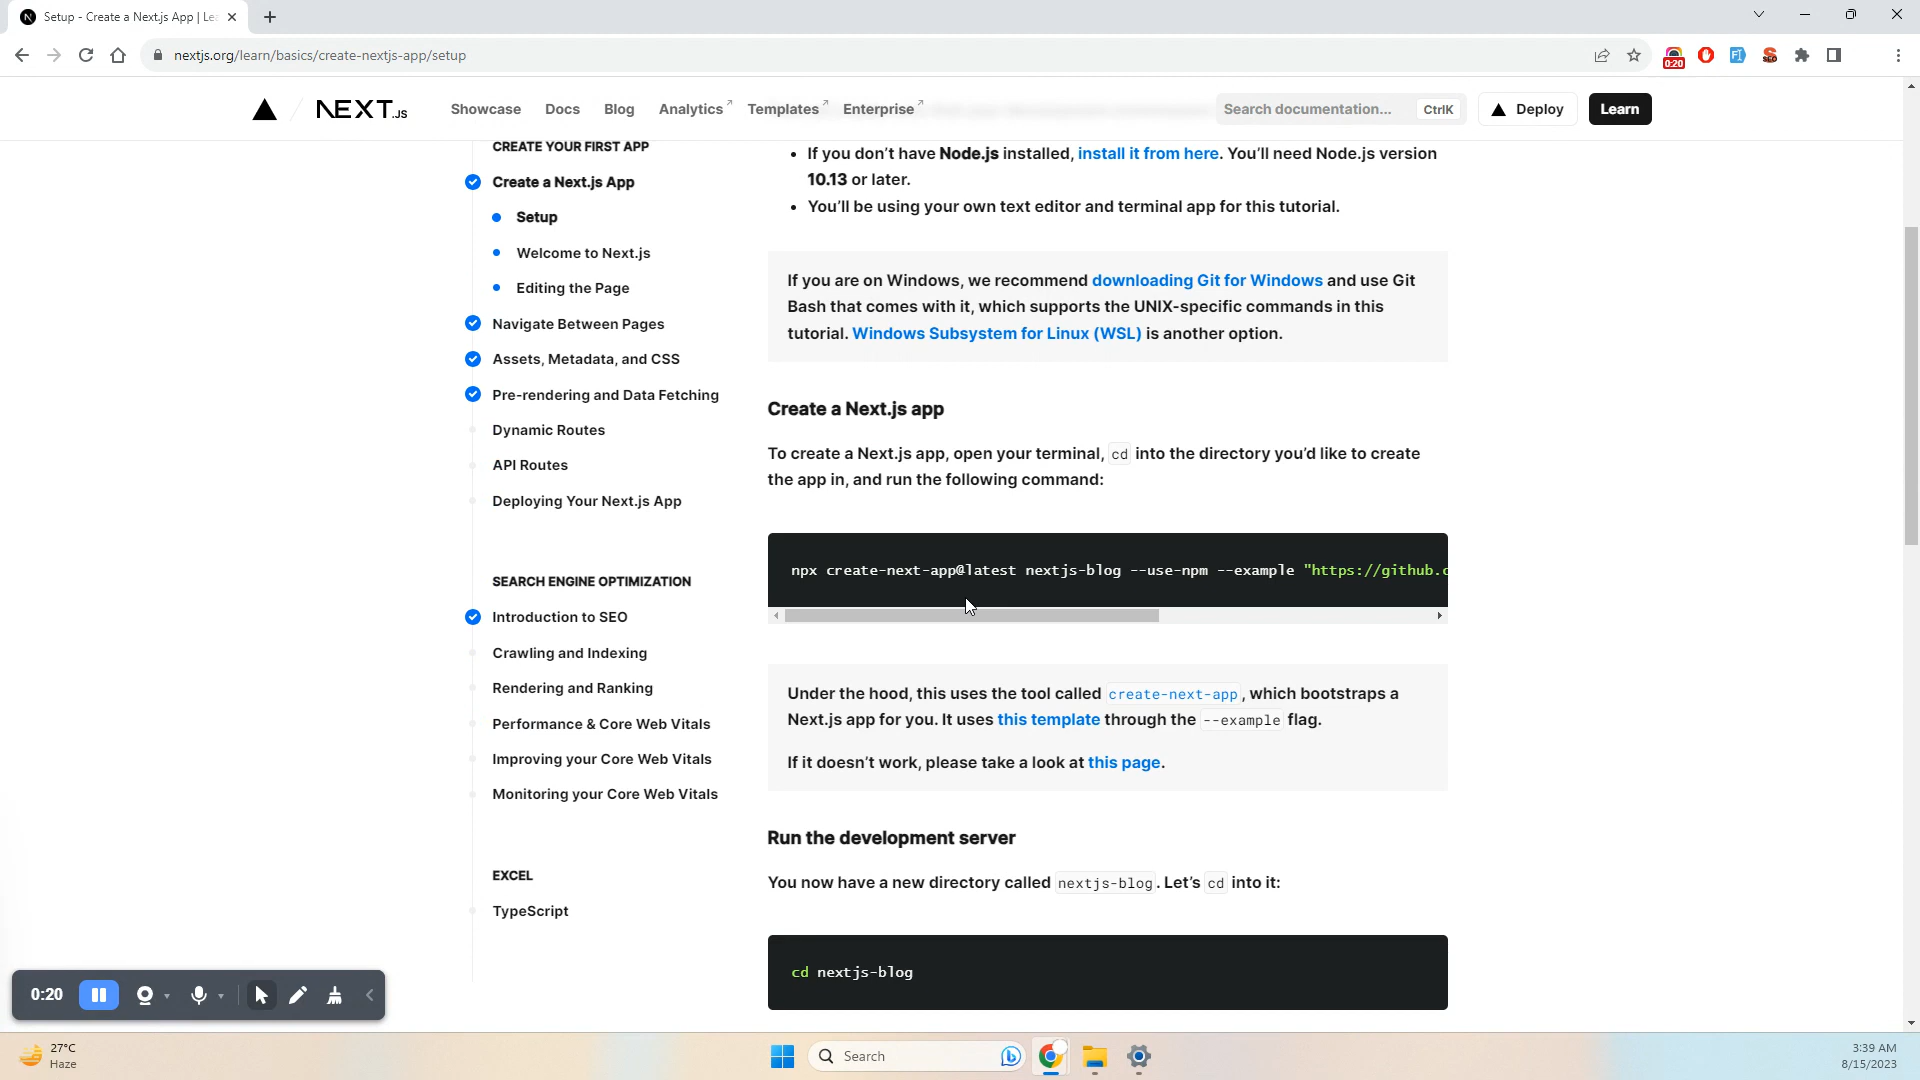 Setup - Create a Next.js App | Le
nextjs.org/learn/basics/create-nextjs-app/setup
0:20
NEXT.JS
Showcase
Docs
Blog
Analytics
Templates
Enterprise
Search documentation...
CtrlK
Deploy
Learn
CREATE YOUR FIRST APP
Create a Next.js App
Setup
Welcome to Next.js
Editing the Page
Navigate Between Pages
Assets, Metadata, and CSS
Pre-rendering and Data Fetching
Dynamic Routes
API Routes
Deploying Your Next.js App
SEARCH ENGINE OPTIMIZATION
Introduction to SEO
Crawling and Indexing
Rendering and Ranking
Performance & Core Web Vitals
Improving your Core Web Vitals
Monitoring your Core Web Vitals
EXCEL
TypeScript
If you don't have Node.js installed, install it from here. You'll need Node.js version
10.13 or later.
You'll be using your own text editor and terminal app for this tutorial.
If you are on Windows, we recommend downloading Git for Windows and use Git
Bash that comes with it, which supports the UNIX-specific commands in this
tutorial. Windows Subsystem for Linux (WSL) is another option.
Create a Next.js app
To create a Next.js app, open your terminal, cd into the directory you'd like to create
the app in, and run the following command:
npx create-next-app@latest nextjs-blog --use-npm --example "https://github.c
Under the hood, this uses the tool called create-next-app, which bootstraps a
Next.js app for you. It uses this template through the --example flag.
If it doesn't work, please take a look at this page.
Run the development server
You now have a new directory called nextjs-blog. Let's cd into it:
cd nextjs-blog
0:20
27°C
Haze
Search
3:39 AM
8/15/2023